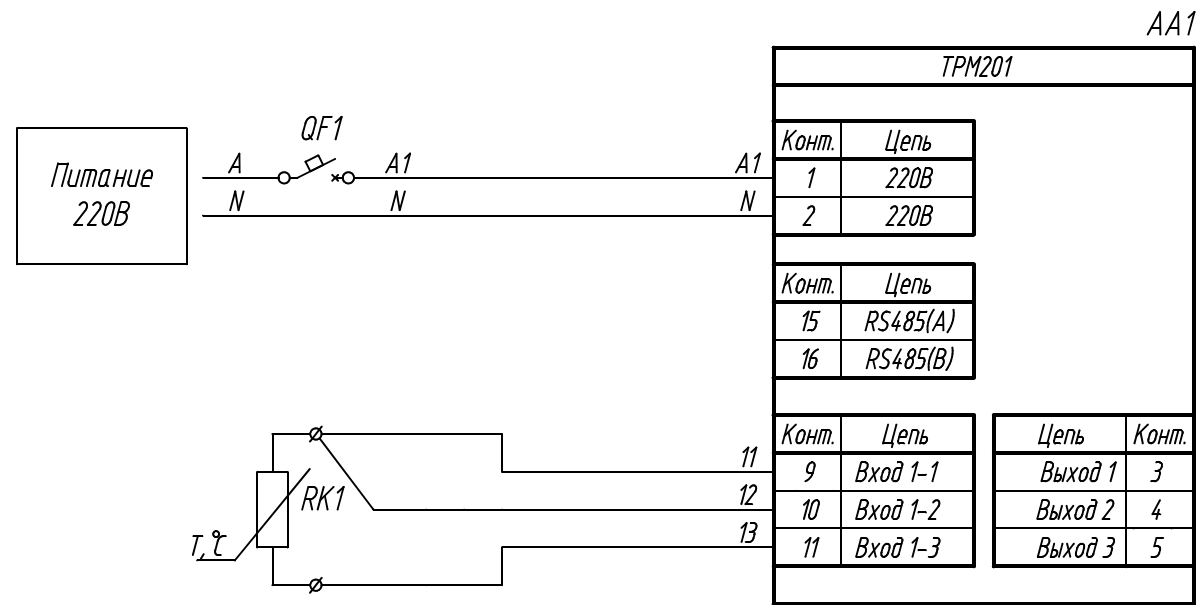 AA1
ТРМ201
QF1
Питание
220В
A
A1
A1
N
N
N
Конт. Цепь
1 220В
2 220В
Конт. Цепь
15 RS485(A)
16 RS485(B)
Конт. Цепь
9 Вход 1-1
10 Вход 1-2
11 Вход 1-3
Цепь Конт.
Выход 1 3
Выход 2 4
Выход 3 5
11
12
13
RK1
T,°C